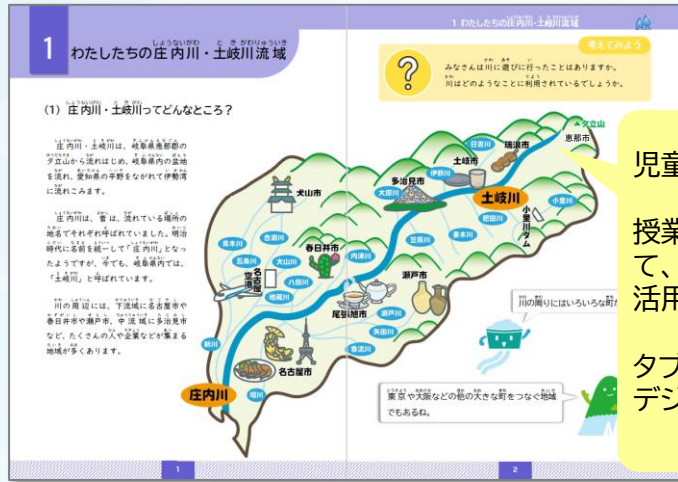 1 わたしたちの庄内川・土岐川流域
(1) 庄内川・土岐川ってどんなところ?
庄内川・土岐川は、岐阜県恵那郡の
夕立山から流れはじめ、岐阜県内の盆地
を流れ、愛知県の平野をながれて伊勢湾
に流れこみます。
庄内川は、昔は、流れている場所の
地名でそれぞれ呼ばれていました。明治
時代に名前を統一して「庄内川」となっ
たようですが、今でも、岐阜県内では、
「土岐川」と呼ばれています。
川の周辺には、下流域に名古屋市や
春日井市や瀬戸市、中流域に多治見市
など、たくさんの人や企業などが集まる
地域が多くあります。
1 わたしたちの庄内川・土岐川流域
考えてみよう
?
みなさんは川に遊びに行ったことはありますか。
川はどのようなことに利用されているでしょうか。
夕立山
恵那市
瑞浪市
日吉川
土岐市
伊野川
多治見市
大原川
土岐川
小里川
肥田川
小里川ダム
妻木川
笠原川
犬山市
春日井市
内津川
青木川
合瀬川
五条川
大山川
八田川
地蔵川
名古屋空港
瀬戸市
尾張旭市
瀬戸川
矢田川
香流川
新川
名古屋市
庄内川
堀川
川の周りにはいろいろな町が
東京や大阪などの他の大きな町をつなぐ地域
でもあるね。
1
2
児童
授業
て、
活用
タブ
デジ